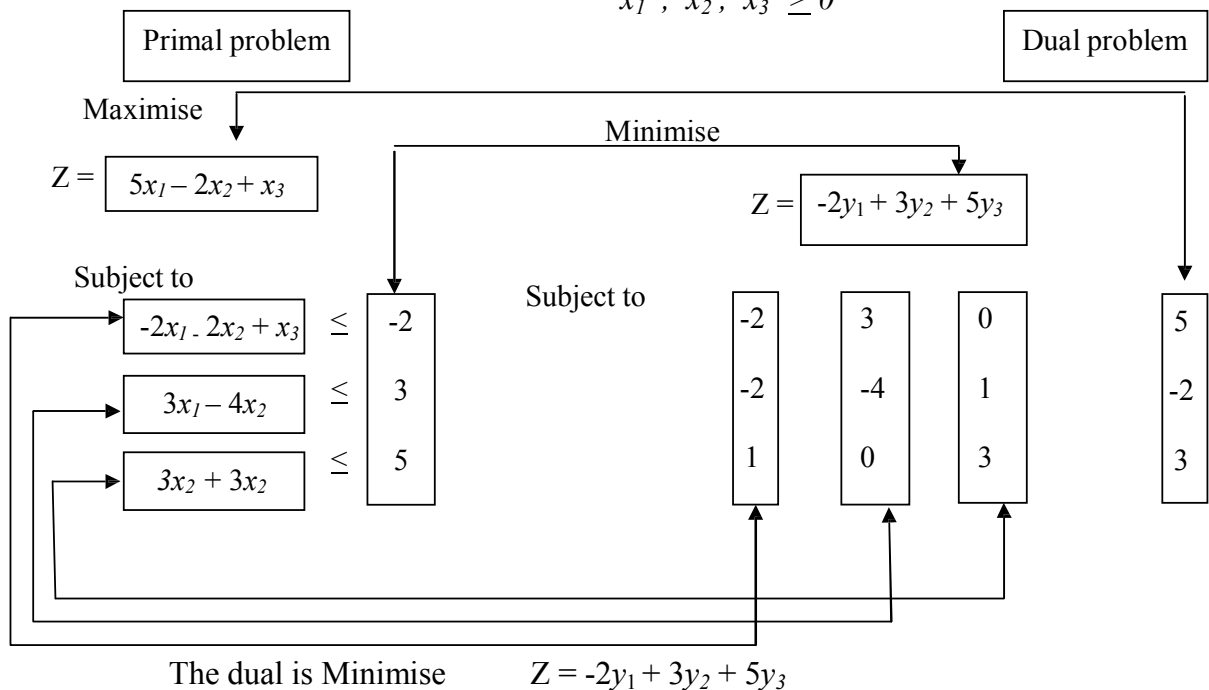 x₁ , x₂ , x₃ ≥ 0
Primal problem Dual problem
Maximise
Minimise
Z = 5x₁ – 2x₂ + x₃
Z = -2y₁ + 3y₂ + 5y₃
Subject to
Subject to
-2x₁ - 2x₂ + x₃ ≤ -2 -2 3 0 5
3x₁ – 4x₂ ≤ 3 -2 -4 1 -2
3x₂ + 3x₂ ≤ 5 1 0 3 3
The dual is Minimise Z = -2y₁ + 3y₂ + 5y₃